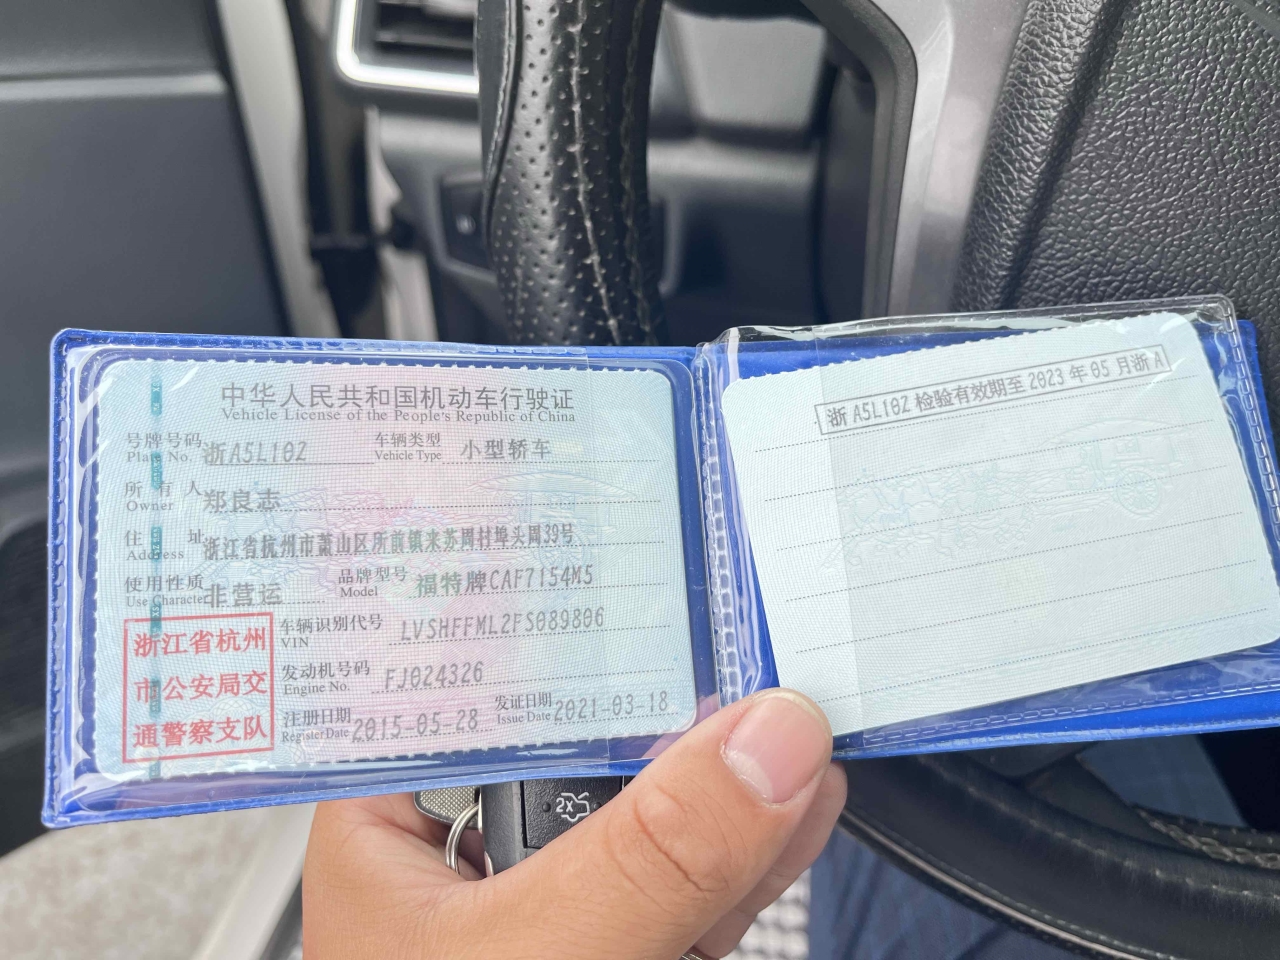 中华人民共和国机动车行驶证
Vehicle License of the People's Republic of China
号牌号码 浙A5L10Z 车辆类型 小型轿车
Plate No. Vehicle Type
所有人 郑良志
Owner
住址 浙江省杭州市萧山区所前镇来苏周村埠头周39号
Address
使用性质 非营运 品牌型号 福特牌CAF7154M5
Use Character Model
浙江省杭州
市公安局交
通警察支队
车辆识别代号 LVSHFFML2FS089806
VIN
发动机号码 FJ024326
Engine No.
注册日期 2015-05-28 发证日期 2021-03-18
Register Date Issue Date
浙A5L10Z 检验有效期至2023年05月浙A
2x